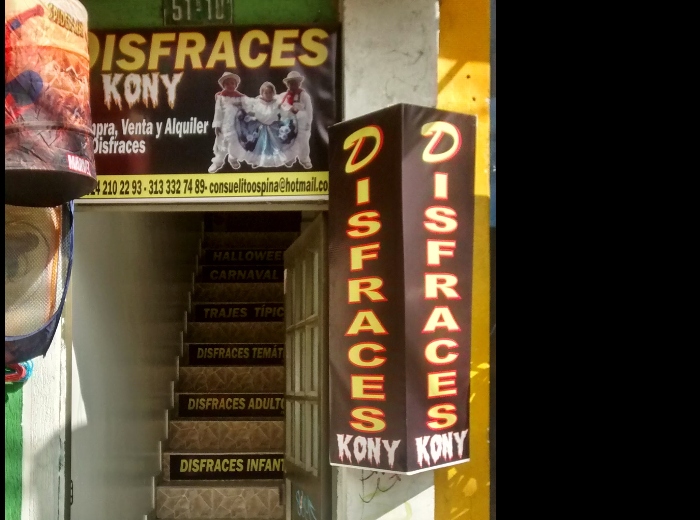 51-10
DISFRACES
KONY
pra, Venta y Alquiler
Disfraces
4 210 22 93 - 313 332 74 89- consuelitoospina@hotmail.co
DISFRACES
KONY
DISFRACES
KONY
HALLOWEE
CARNAVAL
TRAJES TÍPIC
DISFRACES TEMÁT
DISFRACES ADULTO
DISFRACES INFANT